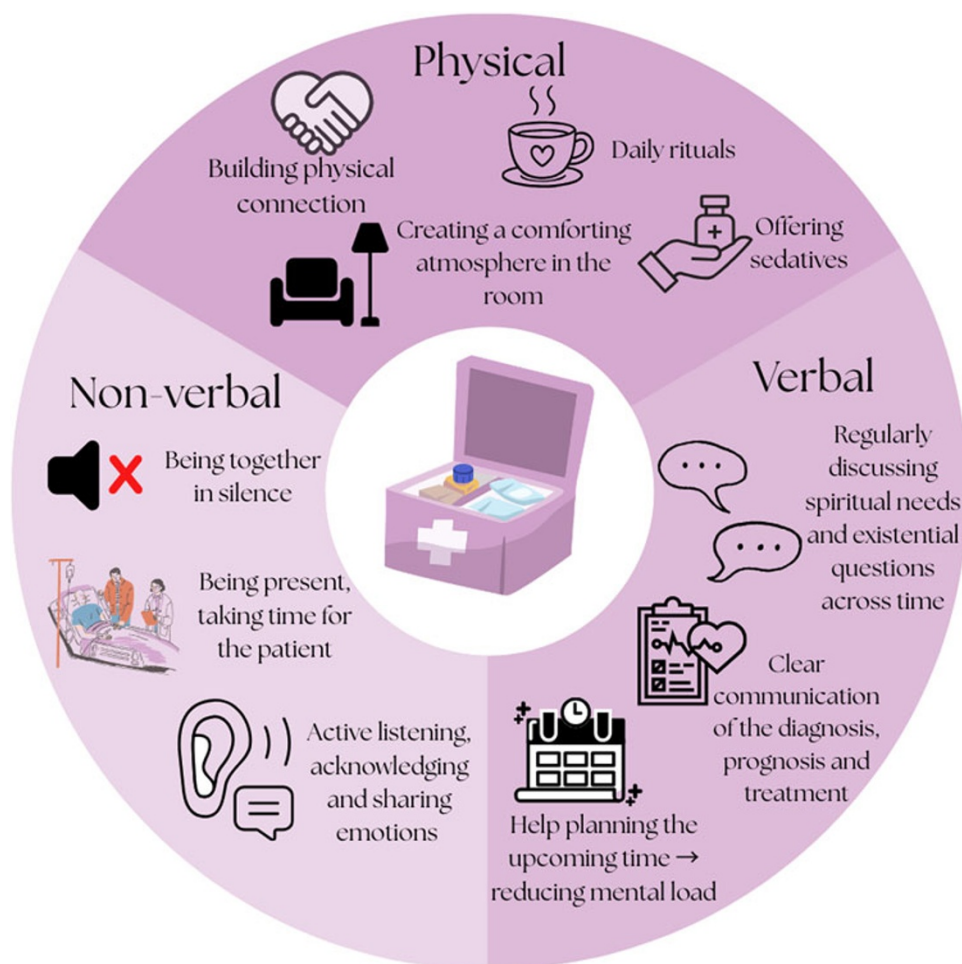 Physical
Building physical
connection
Daily rituals
Creating a comforting
atmosphere in the
room
Offering
sedatives
Verbal
Regularly
discussing
spiritual needs
and existential
questions
across time
Clear
communication
of the diagnosis,
prognosis and
treatment
Help planning the
upcoming time →
reducing mental load
Non-verbal
Being together
in silence
Being present,
taking time for
the patient
Active listening,
acknowledging
and sharing
emotions